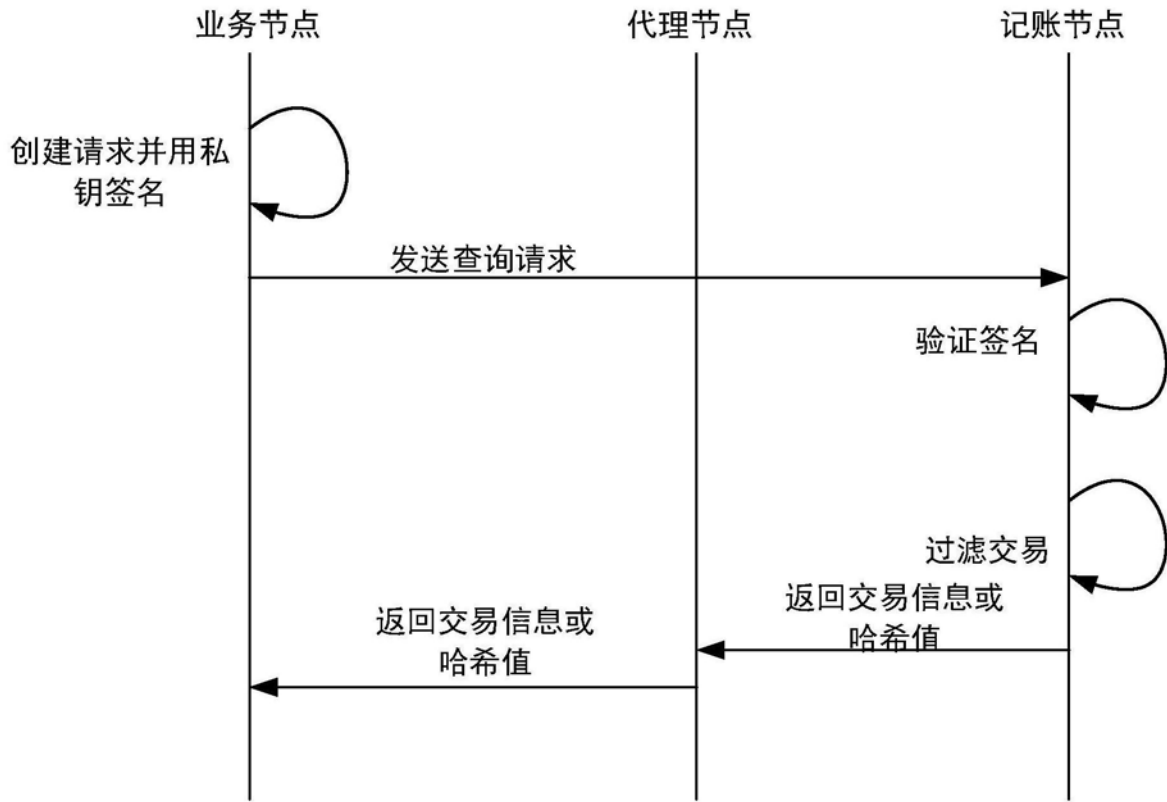 业务节点
代理节点
记账节点
创建请求并用私
钥签名
发送查询请求
验证签名
过滤交易
返回交易信息或
哈希值
返回交易信息或
哈希值